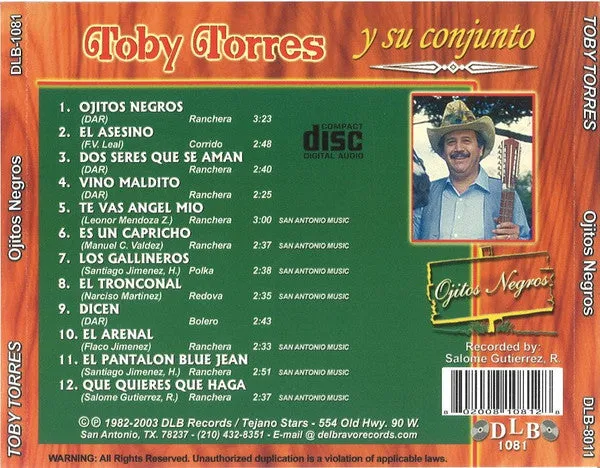 DLB-1081
Ojitos Negros
TOBY TORRES
Toby Torres
y su conjunto
1. OJITOS NEGROS
(DAR) Ranchera 3:23
2. EL ASESINO
(F.V. Leal) Corrido 2:48
3. DOS SERES QUE SE AMAN
(DAR) Ranchera 2:40
4. VINO MALDITO
(DAR) Ranchera 2:25
5. TE VAS ANGEL MIO
(Leonor Mendoza Z.) Ranchera 3:00 SAN ANTONIO MUSIC
6. ES UN CAPRICHO
(Manuel C. Valdez) Ranchera 2:37 SAN ANTONIO MUSIC
7. LOS GALLINEROS
(Santiago Jimenez, H.) Polka 2:38 SAN ANTONIO MUSIC
8. EL TRONCONAL
(Narciso Martinez) Redova 2:35 SAN ANTONIO MUSIC
9. DICEN
(DAR) Bolero 2:43
10. EL ARENAL
(Flaco Jimenez) Ranchera 2:33 SAN ANTONIO MUSIC
11. EL PANTALON BLUE JEAN
(Santiago Jimenez, H.) Ranchera 2:51 SAN ANTONIO MUSIC
12. QUE QUIERES QUE HAGA
(Salome Gutierrez, R.) Ranchera 2:37 SAN ANTONIO MUSIC
COMPACT
disc
DIGITAL AUDIO
Ojitos Negros
Recorded by:
Salome Gutierrez, R.
8 02008 10812 8
DLB
1081
© ℗ 1982-2003 DLB Records / Tejano Stars - 554 Old Hwy. 90 W.
San Antonio, TX. 78237 - (210) 432-8351 - E-mail @ delbravorecords.com
WARNING: All Rights Reserved. Unauthorized duplication is a violation of applicable laws.
TOBY TORRES
Ojitos Negros
DLB-8011